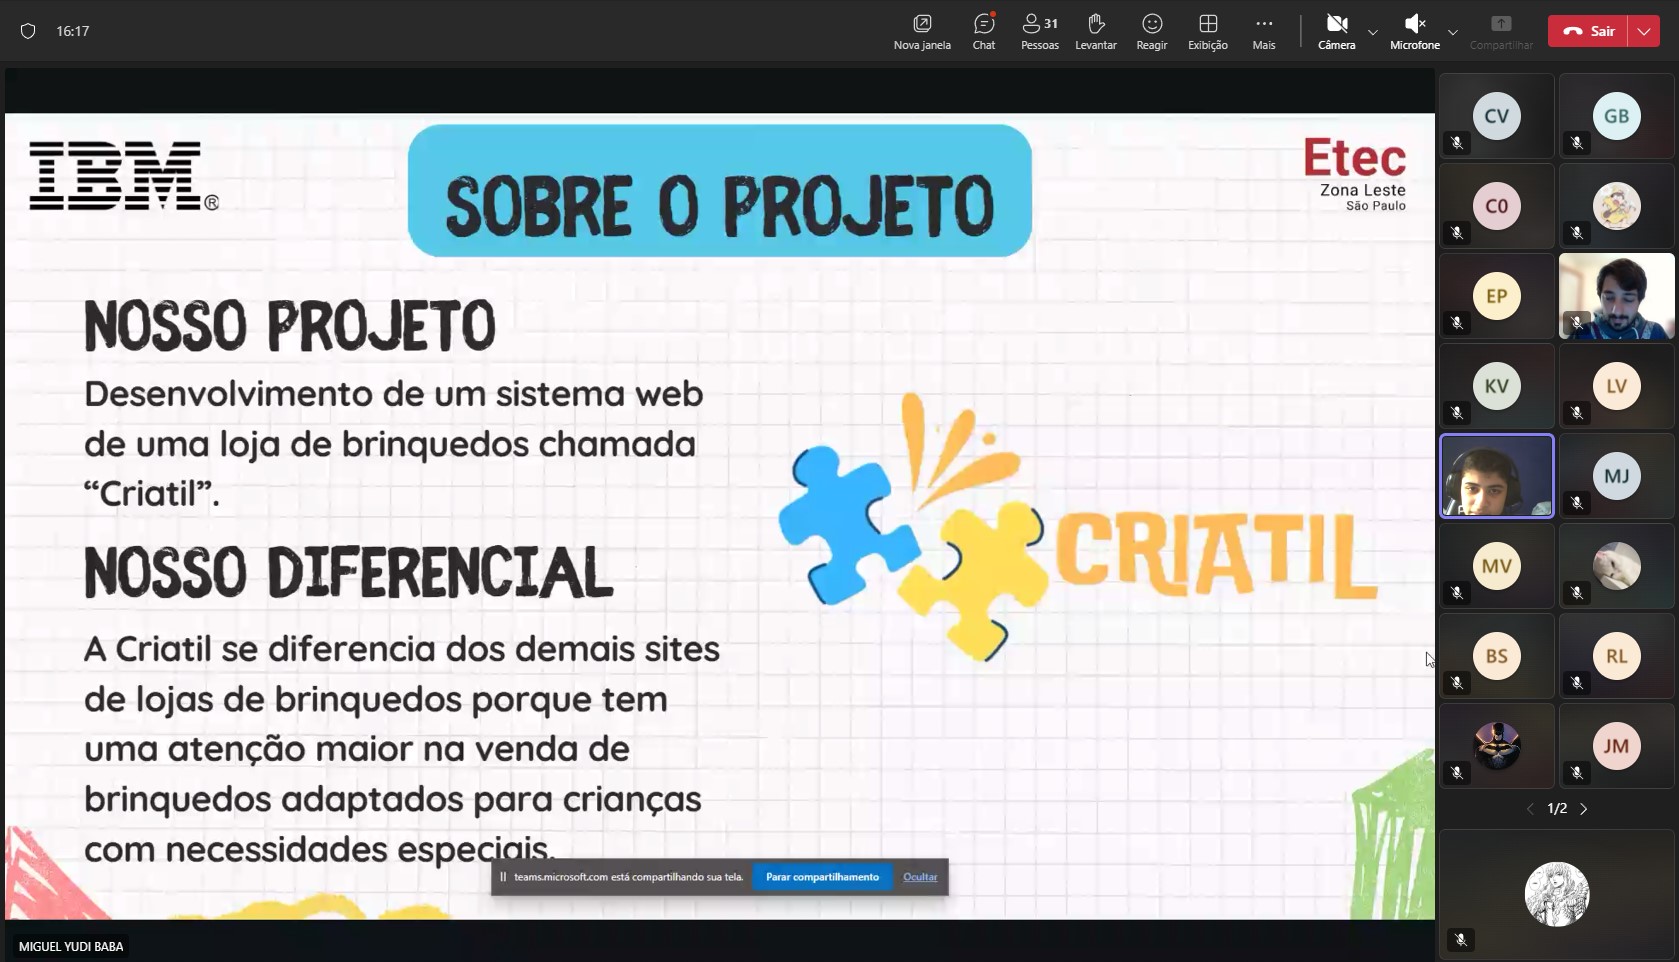 16:17
Nova janela
Chat
31
Pessoas
Levantar
Reagir
Exibição
Mais
Câmera
Microfone
Compartilhar
Sair
IBM®
SOBRE O PROJETO
Etec
Zona Leste
São Paulo
NOSSO PROJETO
Desenvolvimento de um sistema web
de uma loja de brinquedos chamada
“Criatil”.
NOSSO DIFERENCIAL
A Criatil se diferencia dos demais sites
de lojas de brinquedos porque tem
uma atenção maior na venda de
brinquedos adaptados para crianças
com necessidades especiais.
CRIATIL
teams.microsoft.com está compartilhando sua tela.
Parar compartilhamento
Ocultar
MIGUEL YUDI BABA
CV
GB
C0
EP
KV
LV
MJ
MV
BS
RL
JM
1/2